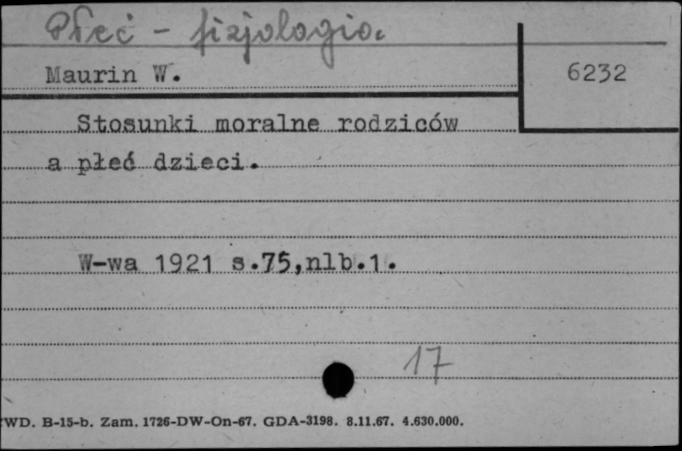 Płeć - fizjologia.
Maurin W.
6232
Stosunki moralne rodziców
a płeć dzieci.
W-wa 1921 s.75,nlb.1.
17
WD. B-15-b. Zam. 1726-DW-On-67. GDA-3198. 8.11.67. 4.630.000.